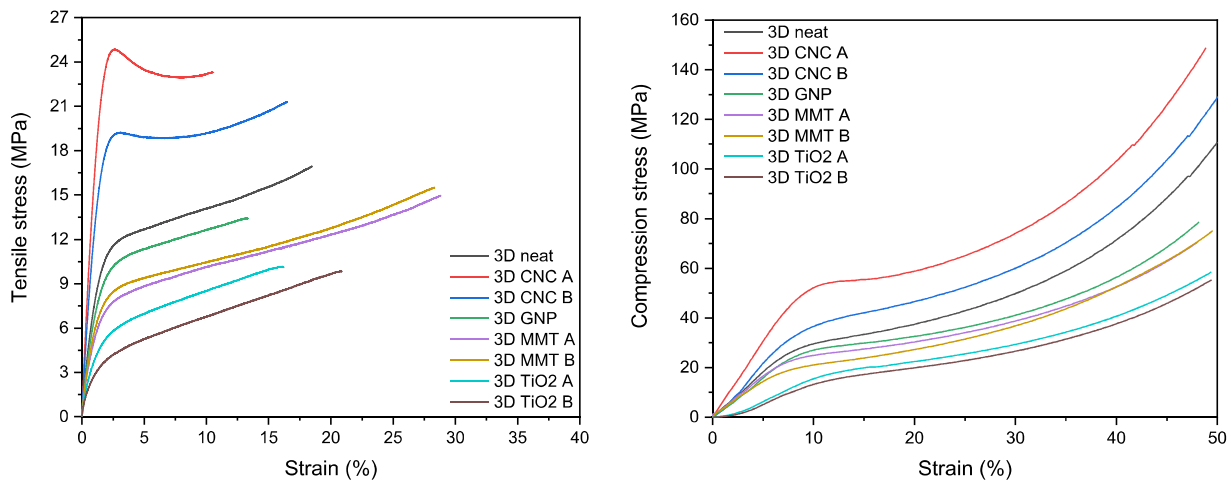 27
24
21
18
15
12
9
6
3
0
Tensile stress (MPa)
3D neat
3D CNC A
3D CNC B
3D GNP
3D MMT A
3D MMT B
3D TiO2 A
3D TiO2 B
0 5 10 15 20 25 30 35 40
Strain (%)
160
140
120
100
80
60
40
20
0
Compression stress (MPa)
3D neat
3D CNC A
3D CNC B
3D GNP
3D MMT A
3D MMT B
3D TiO2 A
3D TiO2 B
0 10 20 30 40 50
Strain (%)